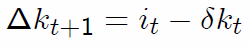 Δk_{t+1} = i_t − δk_t